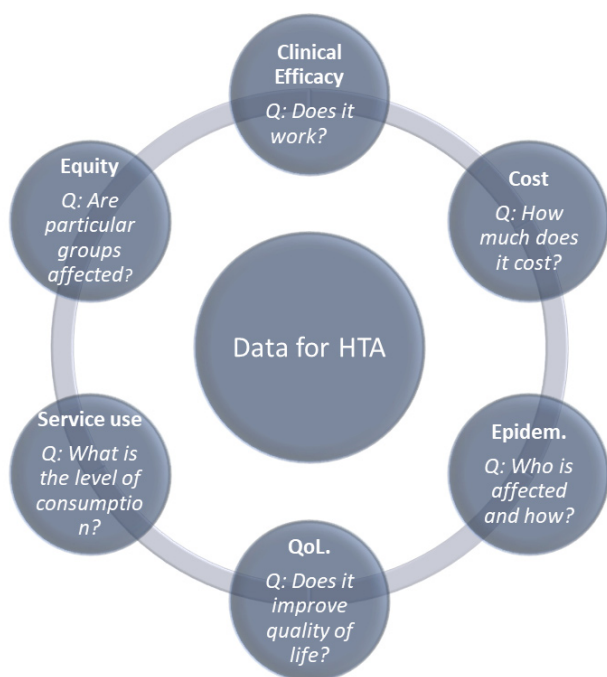 Clinical
Efficacy
Q: Does it
work?
Cost
Q: How
much does
it cost?
Epidem.
Q: Who is
affected
and how?
QoL.
Q: Does it
improve
quality of
life?
Service use
Q: What is
the level of
consumptio
n?
Equity
Q: Are
particular
groups
affected?
Data for HTA